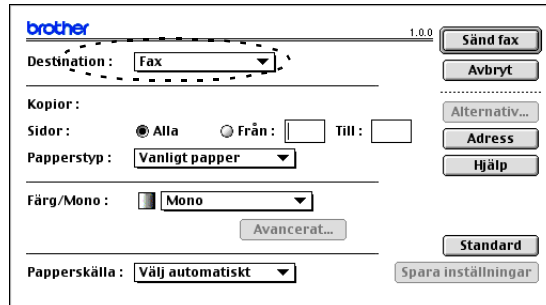 brother
1.0.0
Sänd fax
Destination : Fax
Avbryt
Kopior :
Alternativ...
Sidor : Alla Från : Till :
Adress
Papperstyp : Vanligt papper
Hjälp
Färg/Mono : Mono
Avancerat...
Standard
Papperskälla : Välj automatiskt
Spara inställningar